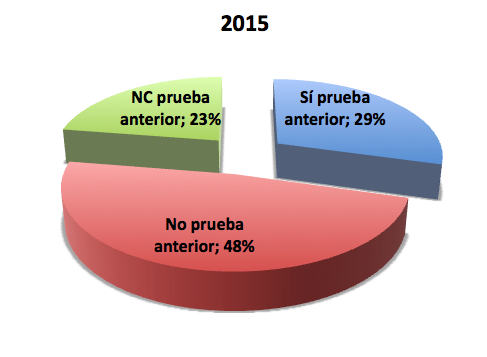 2015
NC prueba
anterior; 23%
Sí prueba
anterior; 29%
No prueba
anterior; 48%